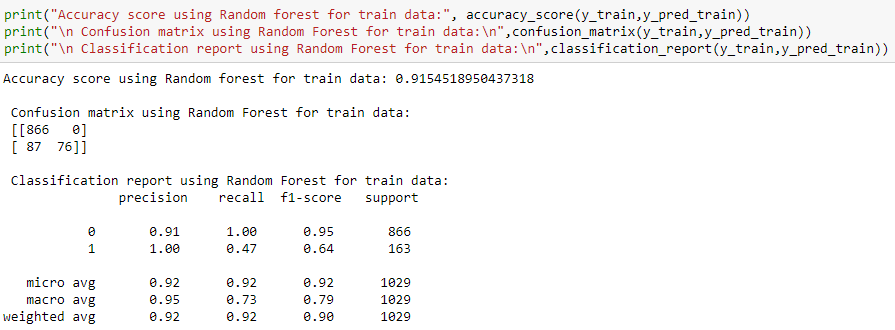 print("Accuracy score using Random forest for train data:", accuracy_score(y_train,y_pred_train))
print("\n Confusion matrix using Random Forest for train data:\n",confusion_matrix(y_train,y_pred_train))
print("\n Classification report using Random Forest for train data:\n",classification_report(y_train,y_pred_train))
Accuracy score using Random forest for train data: 0.9154518950437318
Confusion matrix using Random Forest for train data:
[[866   0]
[ 87  76]]
Classification report using Random Forest for train data:
precision    recall  f1-score   support
0       0.91      1.00      0.95       866
1       1.00      0.47      0.64       163
micro avg       0.92      0.92      0.92      1029
macro avg       0.95      0.73      0.79      1029
weighted avg       0.92      0.92      0.90      1029